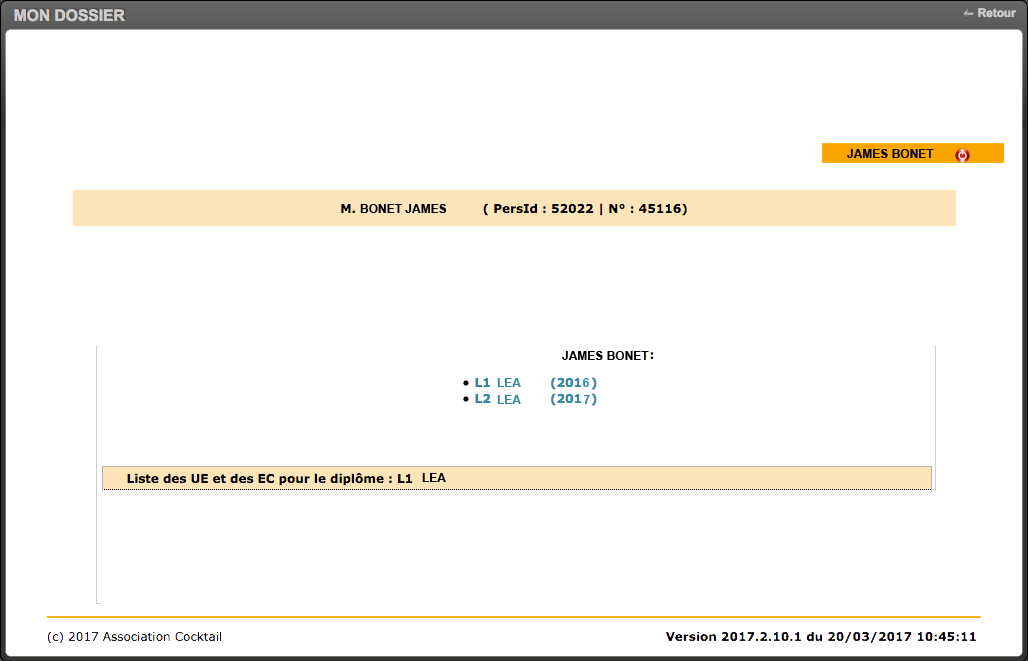 MON DOSSIER
← Retour
JAMES BONET
M. BONET JAMES ( PersId : 52022 | N° : 45116)
JAMES BONET:
• L1 LEA (2016)
• L2 LEA (2017)
Liste des UE et des EC pour le diplôme : L1 LEA
(c) 2017 Association Cocktail
Version 2017.2.10.1 du 20/03/2017 10:45:11